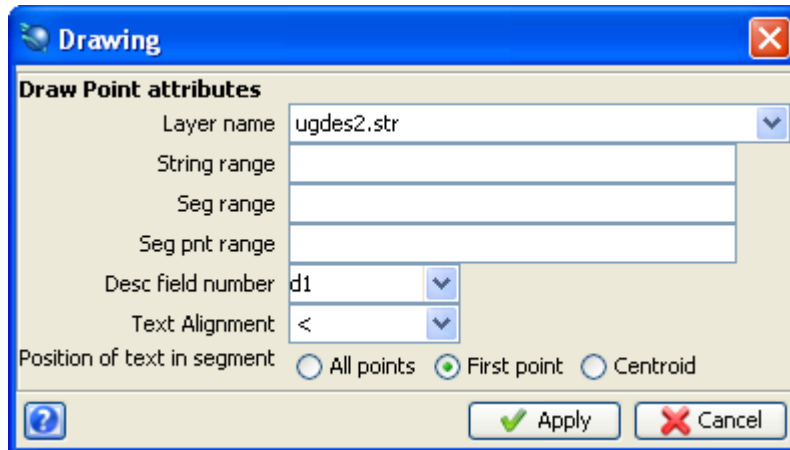 Drawing
Draw Point attributes
Layer name ugdes2.str
String range
Seg range
Seg pnt range
Desc field number d1
Text Alignment <
Position of text in segment All points First point Centroid
? Apply Cancel